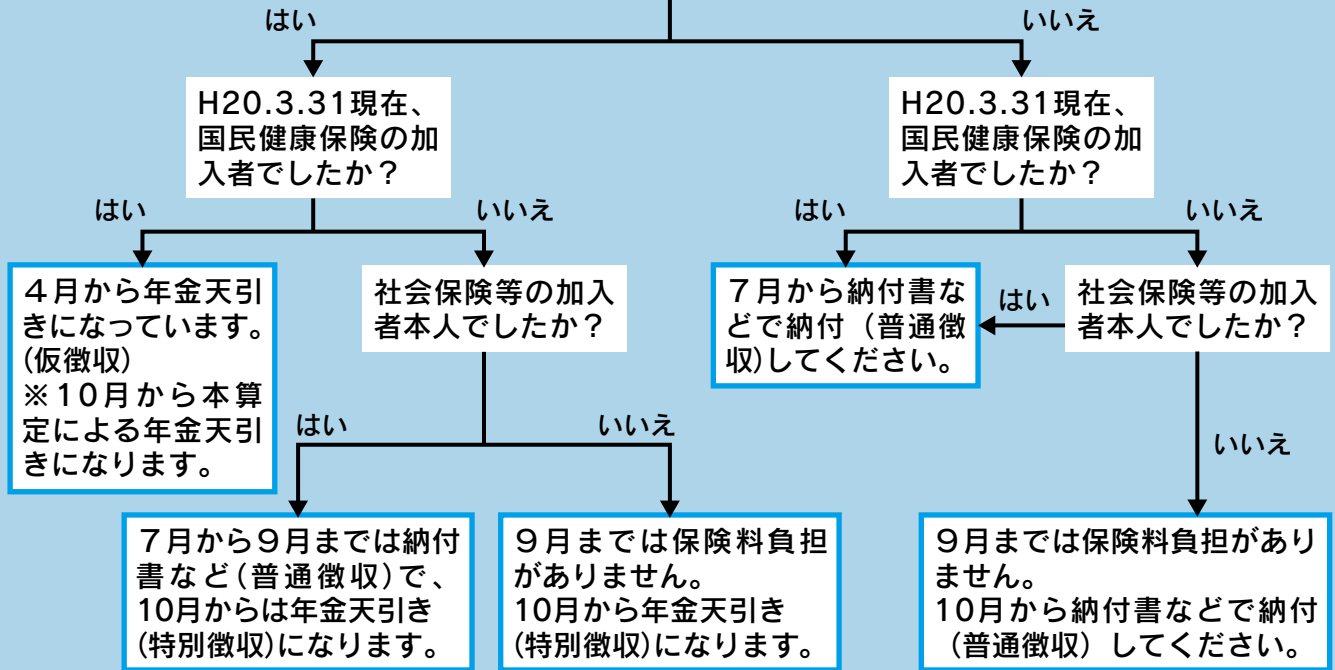 はい
いいえ
H20.3.31現在、
国民健康保険の加
入者でしたか？
H20.3.31現在、
国民健康保険の加
入者でしたか？
はい
いいえ
はい
いいえ
４月から年金天引
きになっています。
(仮徴収)
※10月から本算
定による年金天引
きになります。
社会保険等の加入
者本人でしたか？
７月から納付書な
どで納付（普通徴
収)してください。
はい
社会保険等の加入
者本人でしたか？
はい
いいえ
いいえ
７月から９月までは納付
書など(普通徴収)で、
10月からは年金天引き
(特別徴収)になります。
９月までは保険料負担
がありません。
10月から年金天引き
(特別徴収)になります。
９月までは保険料負担があり
ません。
10月から納付書などで納付
（普通徴収）してください。